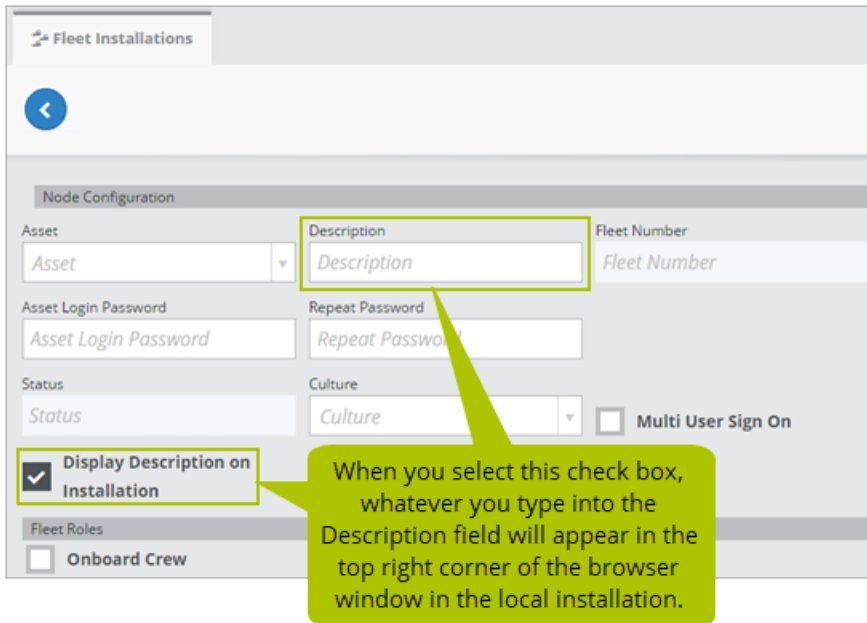 Fleet Installations
Node Configuration
Asset
Description
Fleet Number
Asset
Description
Fleet Number
Asset Login Password
Repeat Password
Asset Login Password
Repeat Passwo
Status
Culture
Status
Culture
Multi User Sign On
Display Description on
Installation
When you select this check box,
whatever you type into the
Description field will appear in the
top right corner of the browser
window in the local installation.
Fleet Roles
Onboard Crew